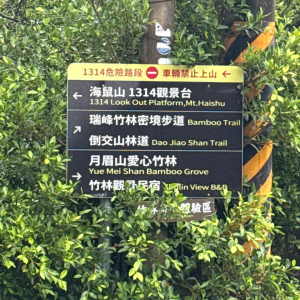 1314危險路段 ⛔ 車輛禁止上山 ←
← 海鼠山 1314觀景台
1314 Look Out Platform,Mt.Haishu
↗ 瑞峰竹林密境步道 Bamboo Trail
倒交山林道 Dao Jiao Shan Trail
月眉山愛心竹林
Yue Mei Shan Bamboo Grove
→ 竹林觀 民宿 View B&B
驗區